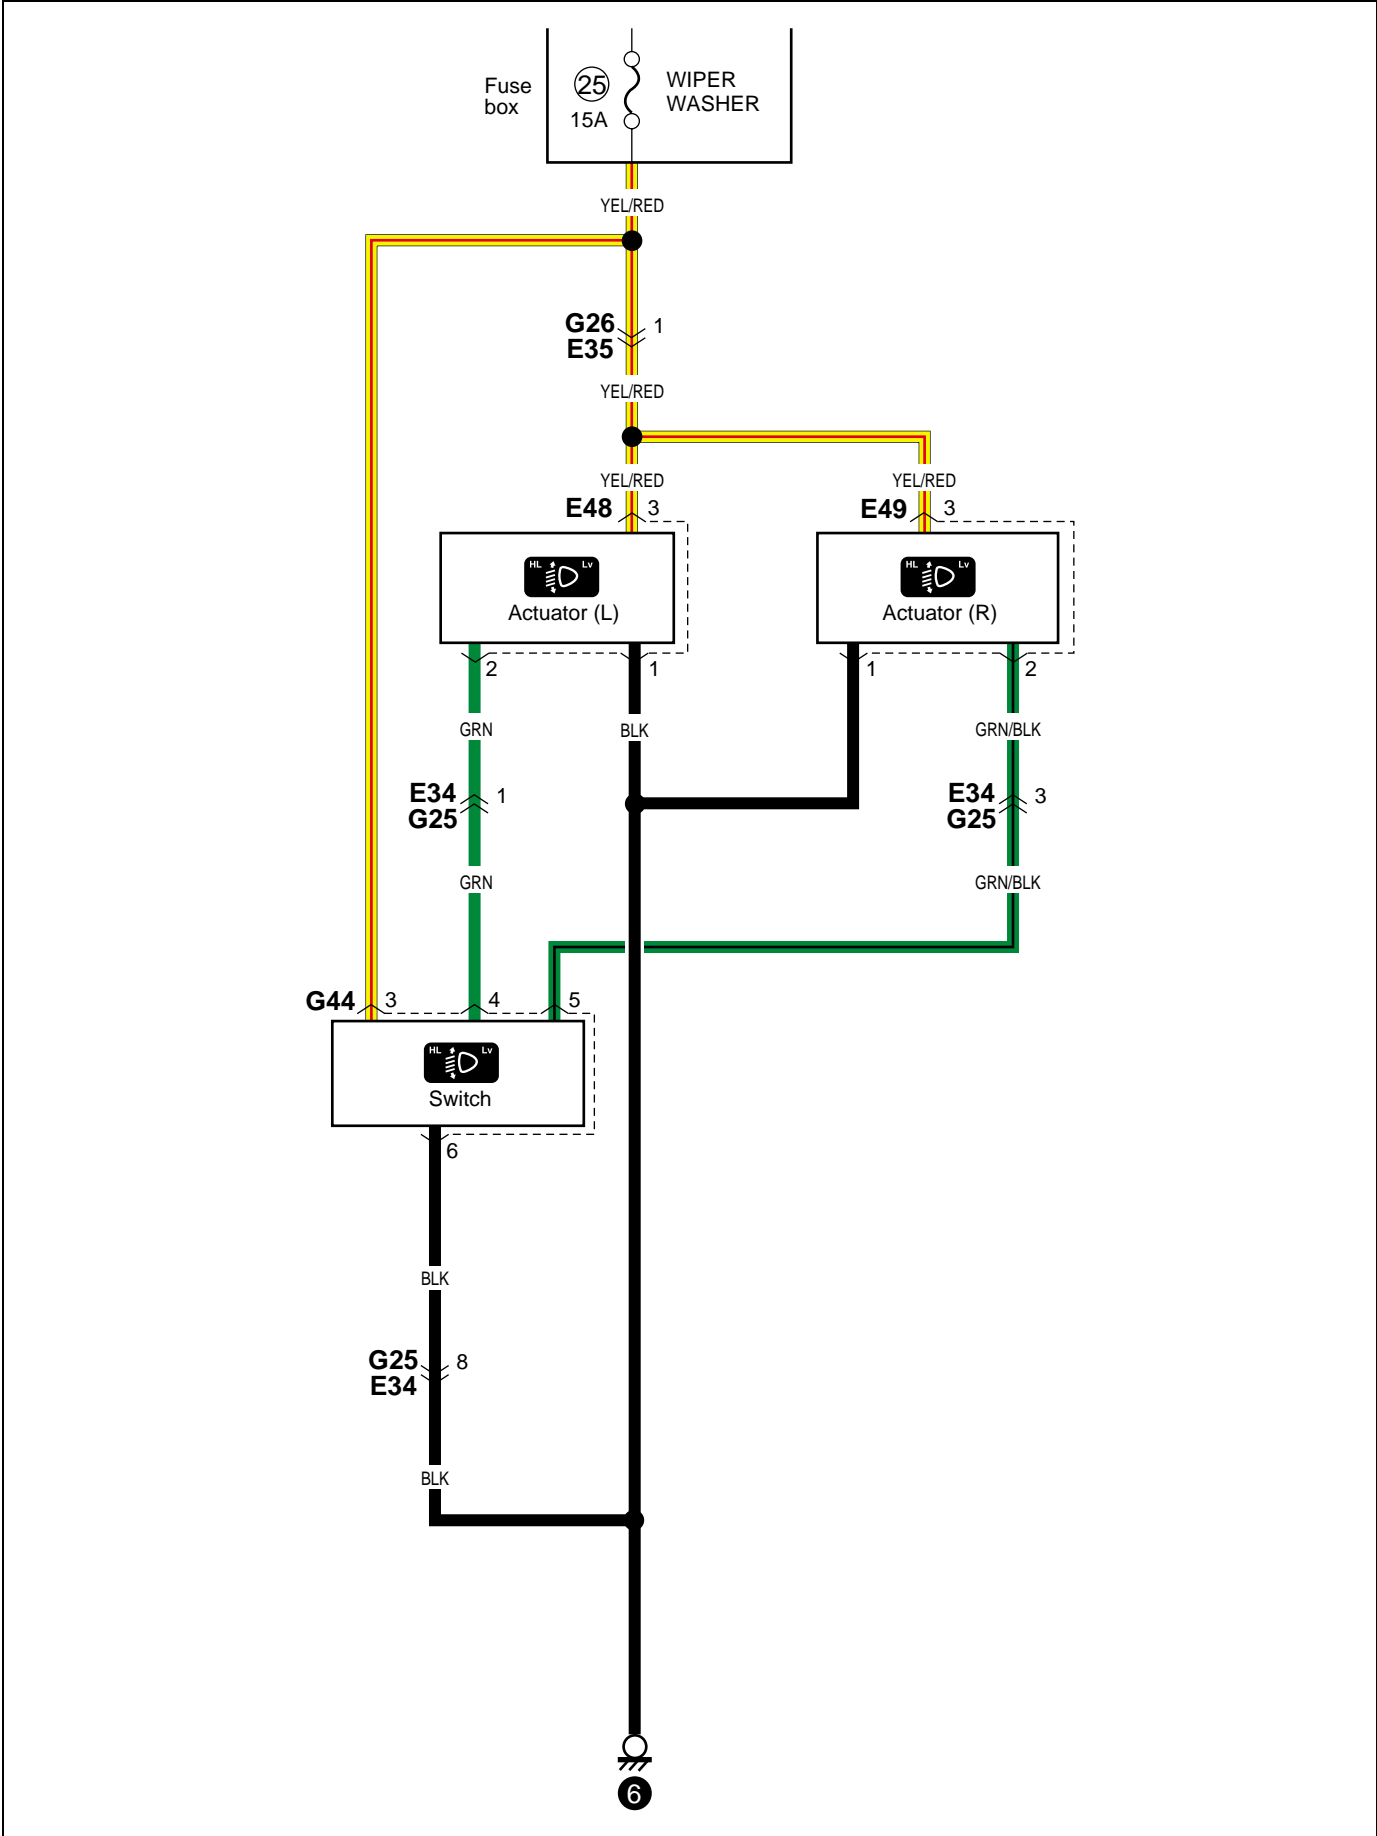 Fuse
box
25
15A
WIPER
WASHER
YEL/RED
G26
E35
1
YEL/RED
YEL/RED
YEL/RED
E48
3
E49
3
HL Lv
Actuator (L)
HL Lv
Actuator (R)
2
1
1
2
GRN
BLK
GRN/BLK
E34
G25
1
E34
G25
3
GRN
GRN/BLK
G44
3
4
5
HL Lv
Switch
6
BLK
G25
E34
8
BLK
6